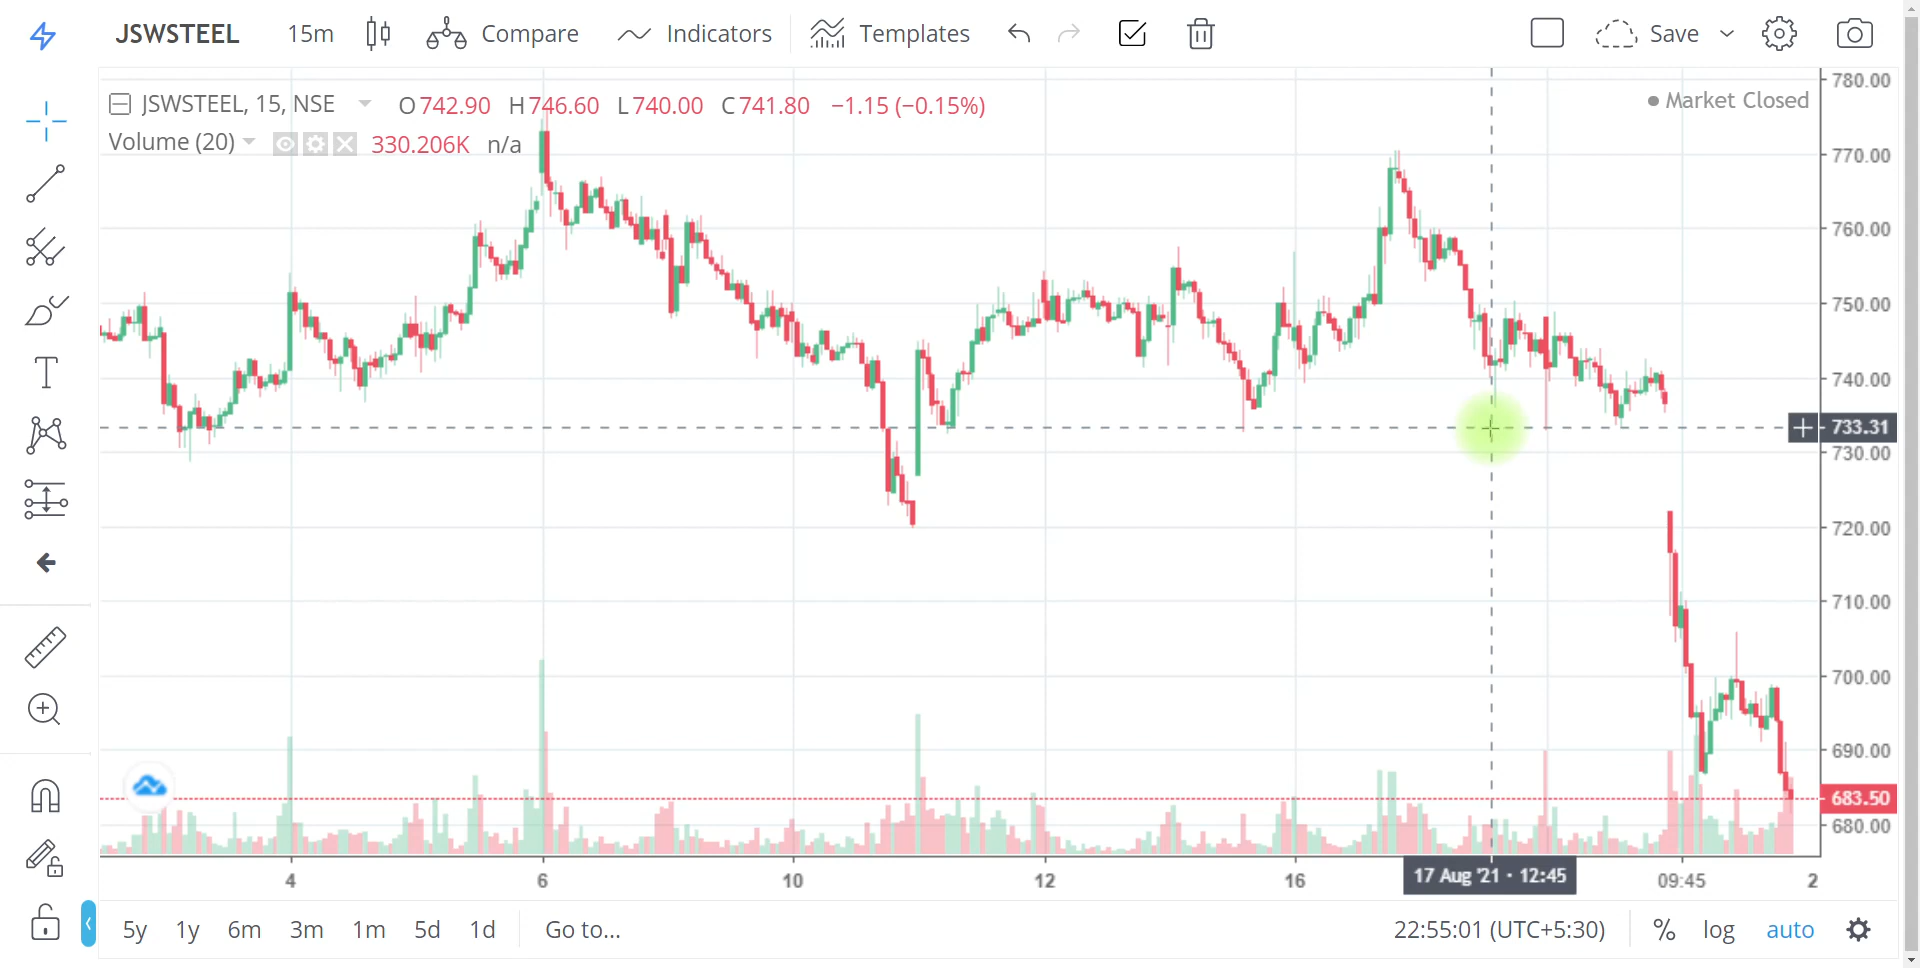 JSWSTEEL 15m Compare Indicators Templates Save
JSWSTEEL, 15, NSE O742.90 H746.60 L740.00 C741.80 −1.15 (−0.15%)
Market Closed
Volume (20) 330.206K n/a
780.00
770.00
760.00
750.00
740.00
733.31
730.00
720.00
710.00
700.00
690.00
683.50
680.00
4 6 10 12 16 17 Aug '21 · 12:45 09:45 2
5y 1y 6m 3m 1m 5d 1d Go to... 22:55:01 (UTC+5:30) % log auto